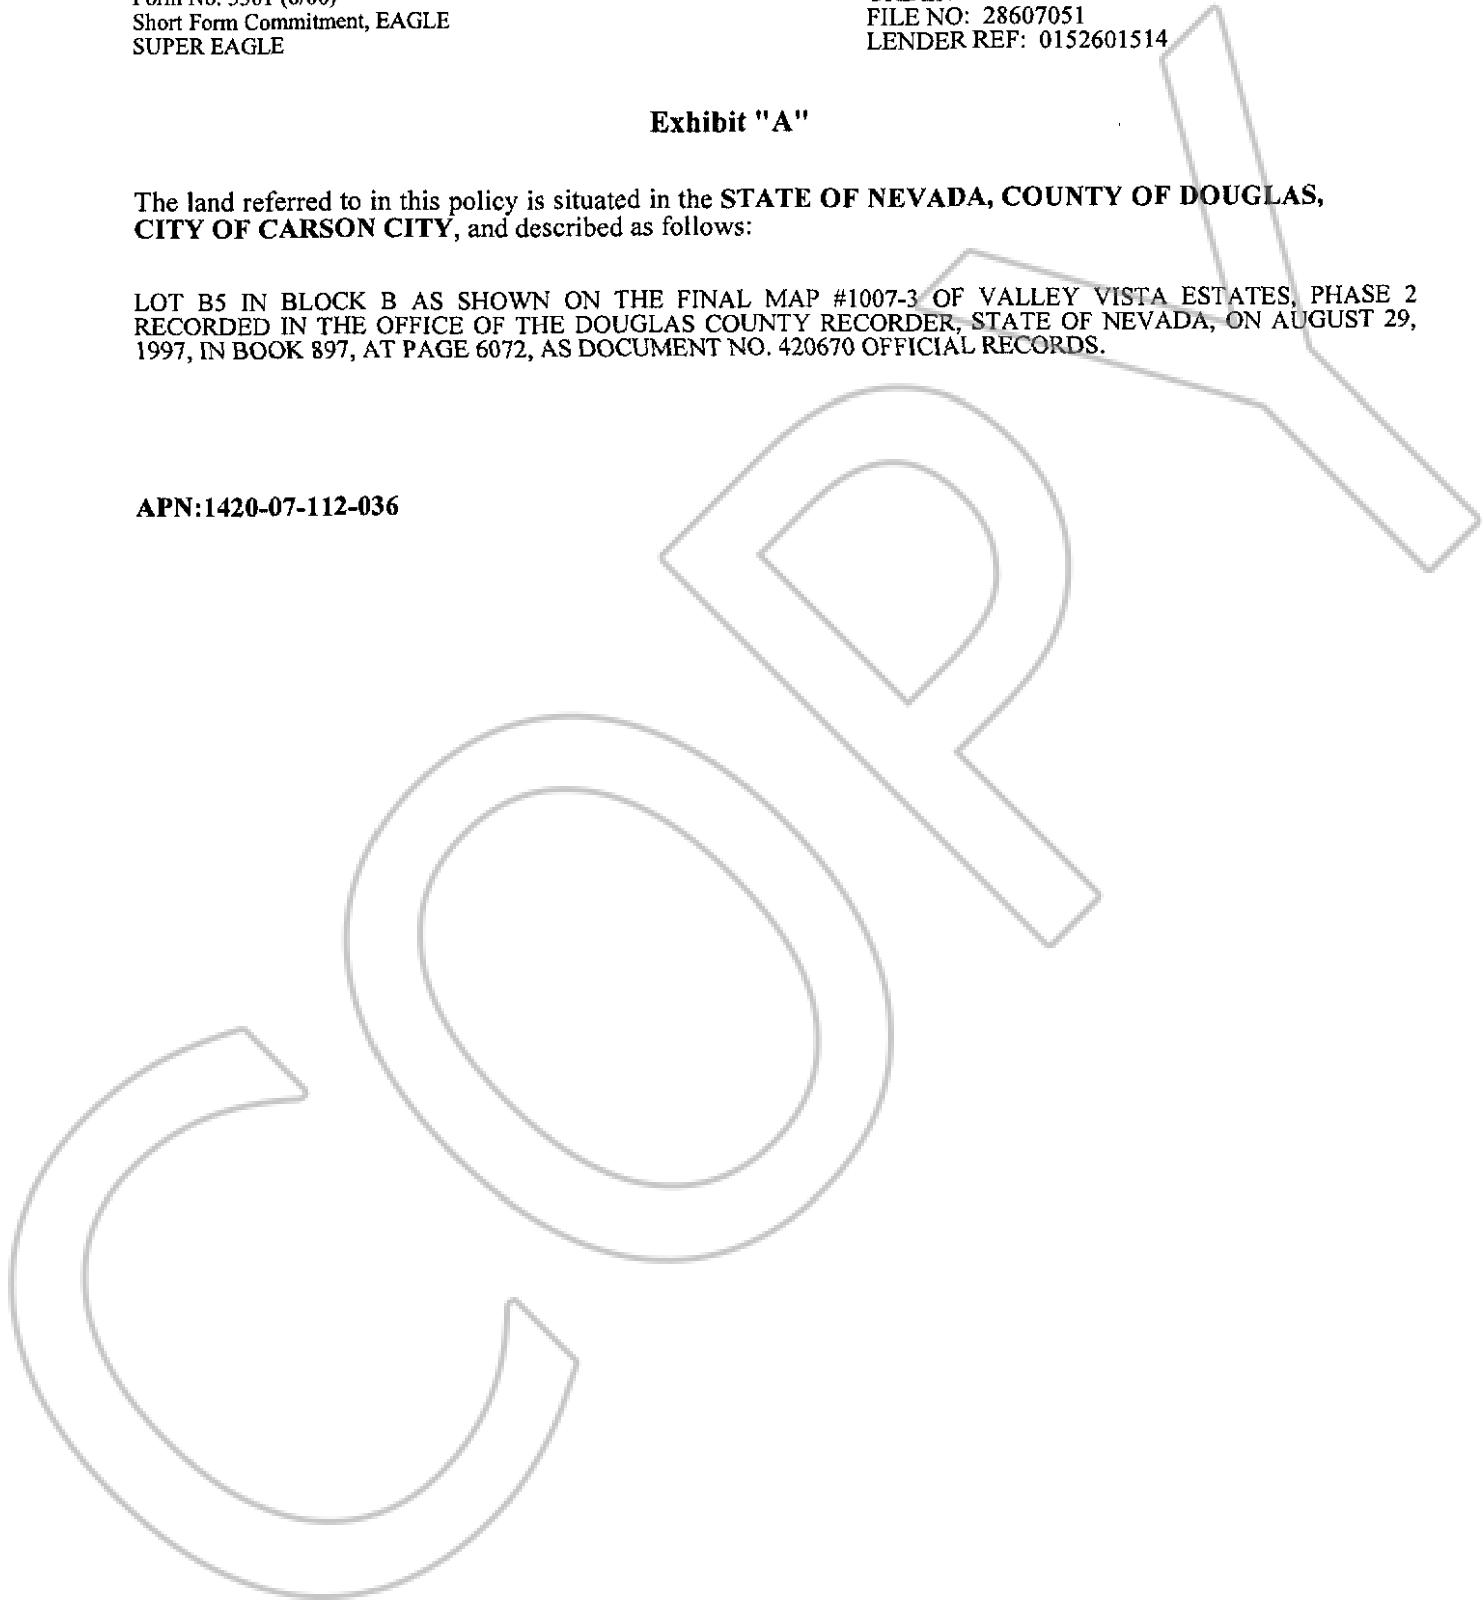 Short Form Commitment, EAGLE
SUPER EAGLE
FILE NO: 28607051
LENDER REF: 0152601514
Exhibit "A"
The land referred to in this policy is situated in the STATE OF NEVADA, COUNTY OF DOUGLAS,
CITY OF CARSON CITY, and described as follows:
LOT B5 IN BLOCK B AS SHOWN ON THE FINAL MAP #1007-3 OF VALLEY VISTA ESTATES, PHASE 2
RECORDED IN THE OFFICE OF THE DOUGLAS COUNTY RECORDER, STATE OF NEVADA, ON AUGUST 29,
1997, IN BOOK 897, AT PAGE 6072, AS DOCUMENT NO. 420670 OFFICIAL RECORDS.
APN:1420-07-112-036
COPY